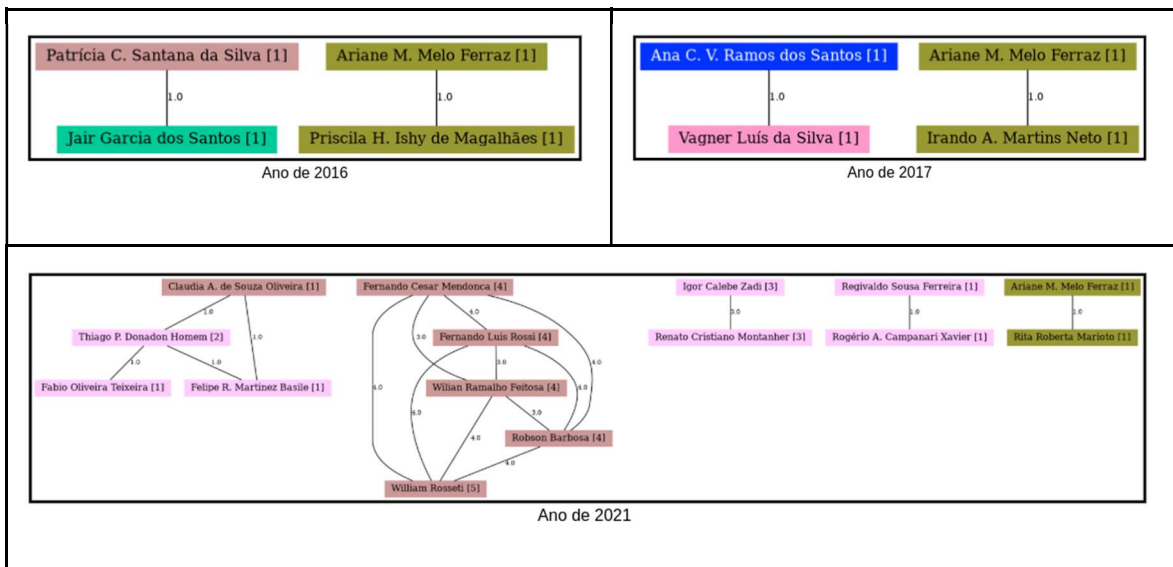 Patrícia C. Santana da Silva [1] Ariane M. Melo Ferraz [1]
1.0 1.0
Jair Garcia dos Santos [1] Priscila H. Ishy de Magalhães [1]
Ano de 2016
Ana C. V. Ramos dos Santos [1] Ariane M. Melo Ferraz [1]
1.0 1.0
Vagner Luís da Silva [1] Irando A. Martins Neto [1]
Ano de 2017
Claudia A. de Souza Oliveira [1] Fernando Cesar Mendonca [4] Igor Calebe Zadi [3] Regivaldo Sousa Ferreira [1] Ariane M. Melo Ferraz [1]
1.0 4.0 3.0 1.0 1.0
Thiago P. Donadon Homem [2] 1.0 3.0 Fernando Luis Rossi [4] Renato Cristiano Montanher [3] Rogério A. Campanari Xavier [1] Rita Roberta Marioto [1]
1.0 1.0 3.0 4.0
Fabio Oliveira Teixeira [1] Felipe R. Martinez Basile [1] 4.0 Wilian Ramalho Feitosa [4] 4.0
4.0 3.0
4.0 Robson Barbosa [4]
4.0
William Rosseti [5]
Ano de 2021